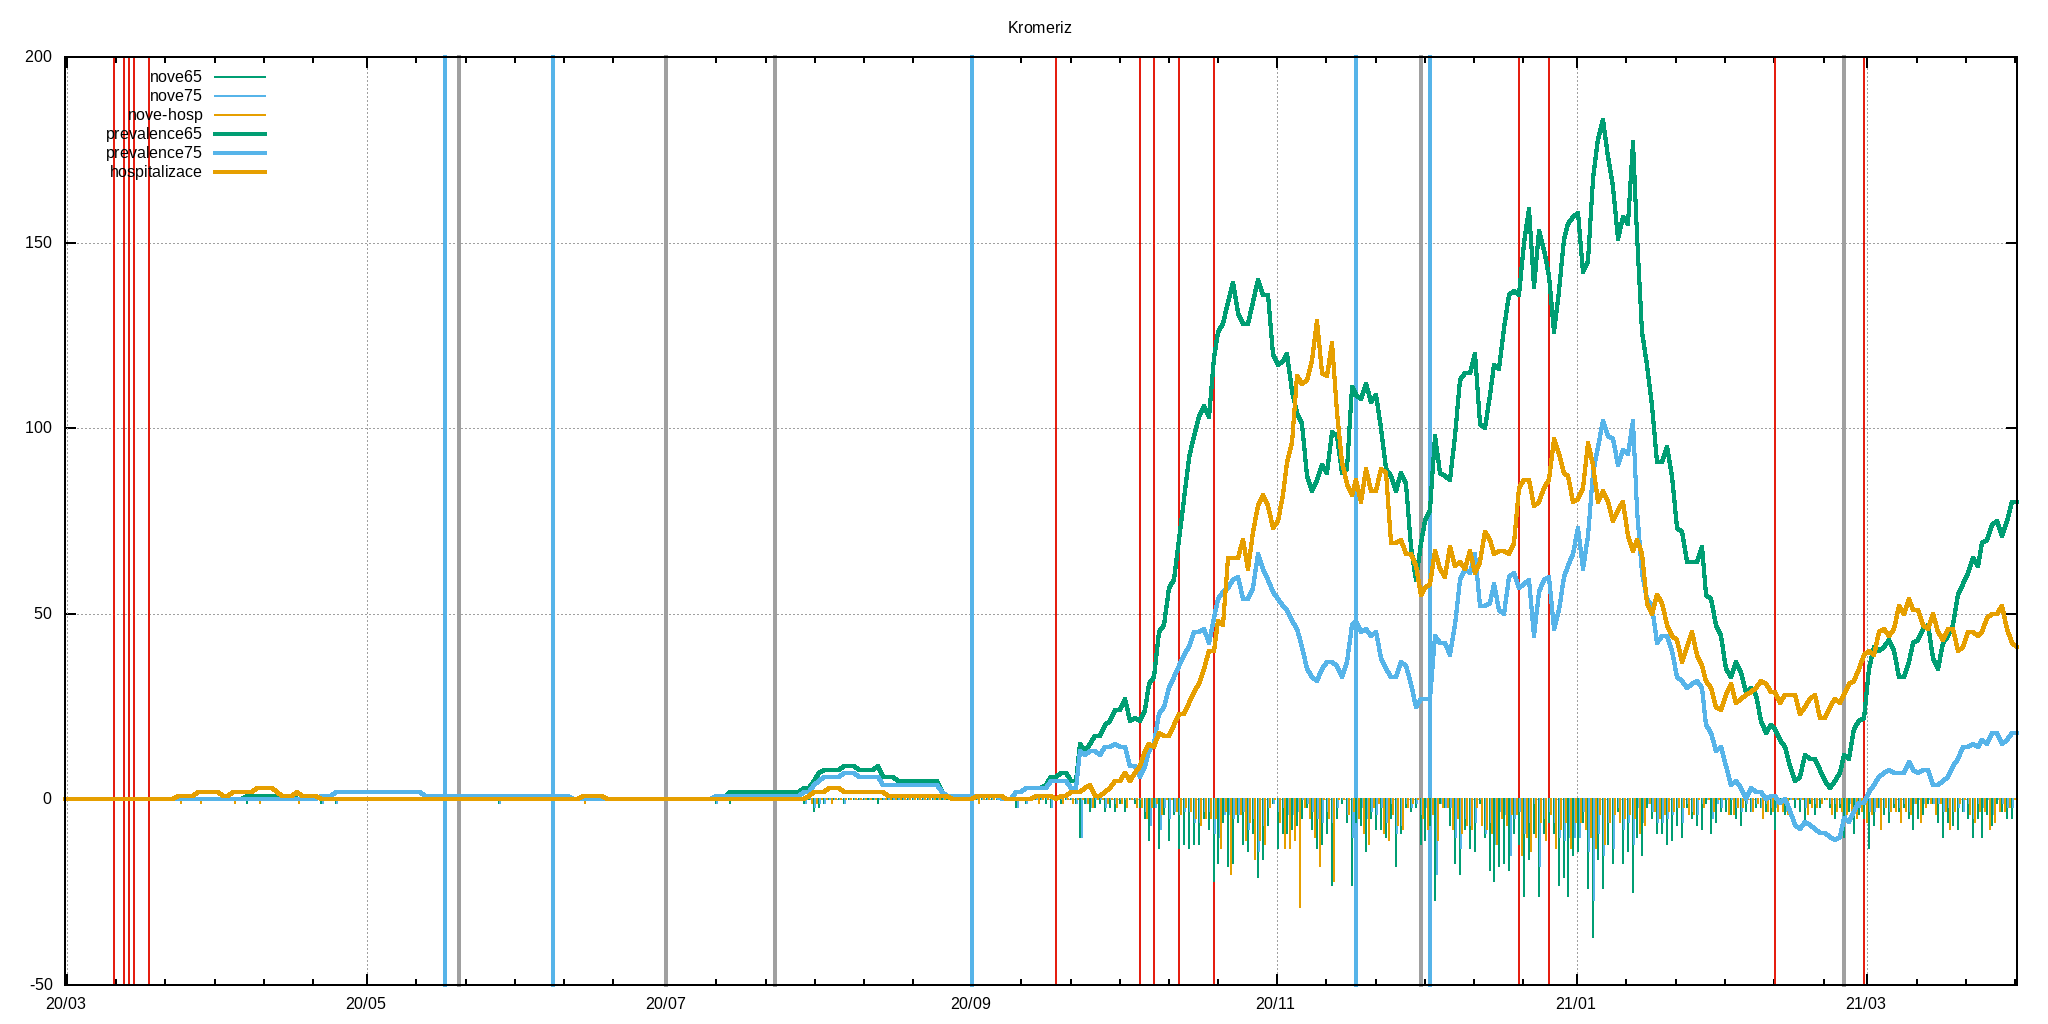 Kromeriz
200
nove65
nove75
nove-hosp
prevalence65
prevalence75
hospitalizace
150
100
50
0
-50
20/03 20/05 20/07 20/09 20/11 21/01 21/03